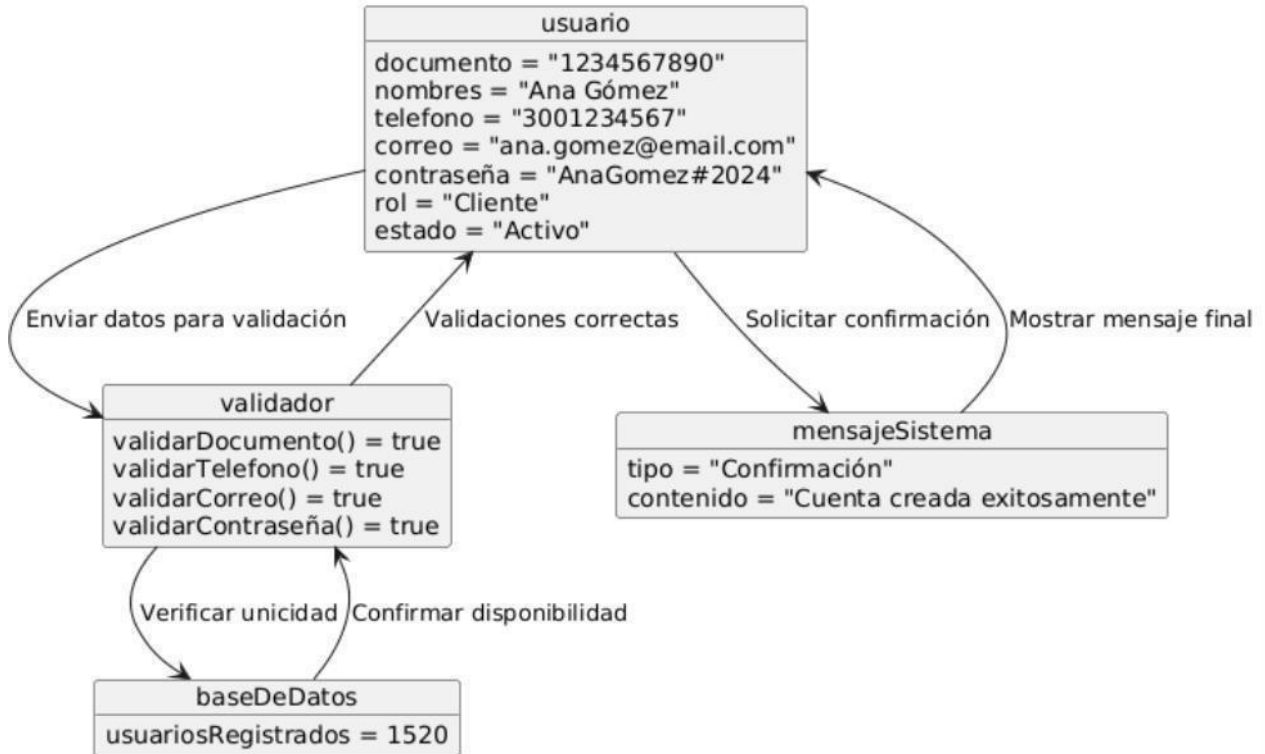 usuario
documento = "1234567890"
nombres = "Ana Gómez"
telefono = "3001234567"
correo = "ana.gomez@email.com"
contraseña = "AnaGomez#2024"
rol = "Cliente"
estado = "Activo"
Enviar datos para validación
Validaciones correctas
Solicitar confirmación
Mostrar mensaje final
validador
validarDocumento() = true
validarTelefono() = true
validarCorreo() = true
validarContraseña() = true
mensajeSistema
tipo = "Confirmación"
contenido = "Cuenta creada exitosamente"
Verificar unicidad
Confirmar disponibilidad
baseDeDatos
usuariosRegistrados = 1520